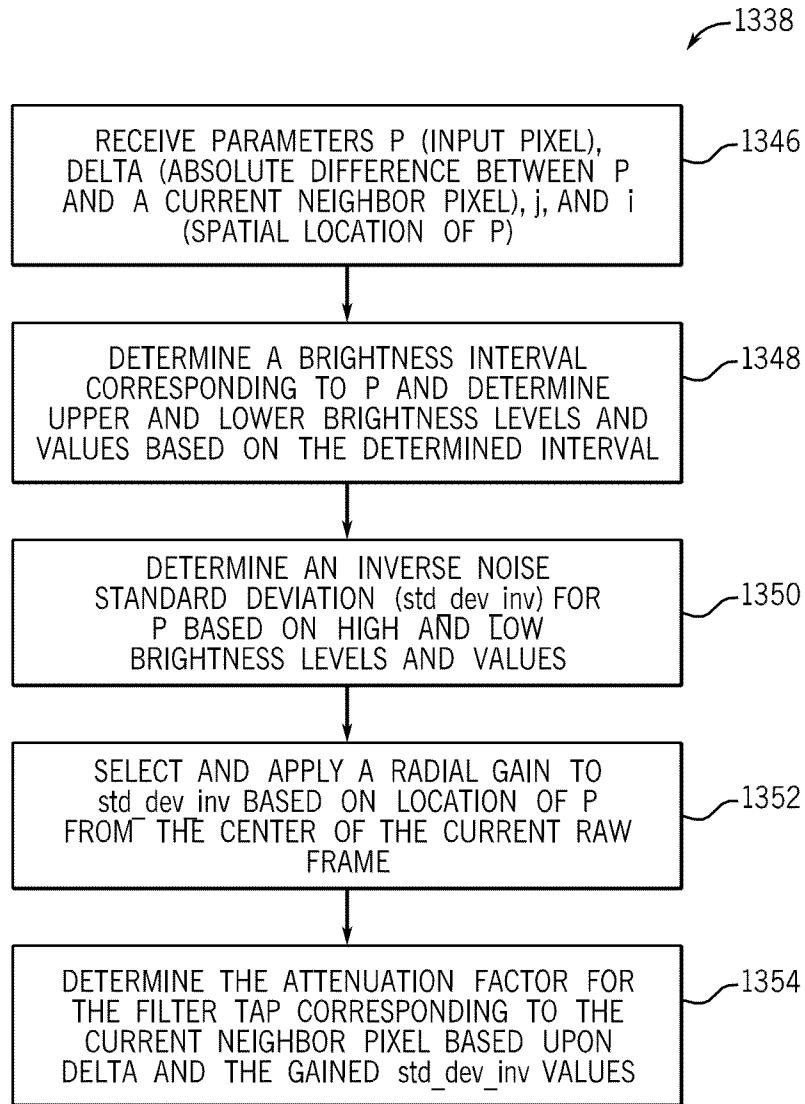 1338
RECEIVE PARAMETERS P (INPUT PIXEL),
DELTA (ABSOLUTE DIFFERENCE BETWEEN P
AND A CURRENT NEIGHBOR PIXEL), j, AND i
(SPATIAL LOCATION OF P)
1346
DETERMINE A BRIGHTNESS INTERVAL
CORRESPONDING TO P AND DETERMINE
UPPER AND LOWER BRIGHTNESS LEVELS AND
VALUES BASED ON THE DETERMINED INTERVAL
1348
DETERMINE AN INVERSE NOISE
STANDARD DEVIATION (std_dev_inv) FOR
P BASED ON HIGH AND LOW
BRIGHTNESS LEVELS AND VALUES
1350
SELECT AND APPLY A RADIAL GAIN TO
std_dev_inv BASED ON LOCATION OF P
FROM THE CENTER OF THE CURRENT RAW
FRAME
1352
DETERMINE THE ATTENUATION FACTOR FOR
THE FILTER TAP CORRESPONDING TO THE
CURRENT NEIGHBOR PIXEL BASED UPON
DELTA AND THE GAINED std_dev_inv VALUES
1354